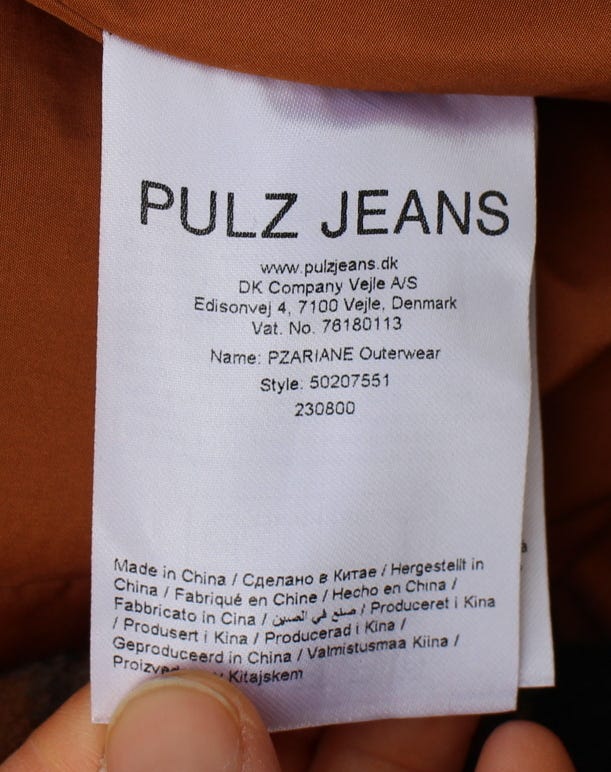 PULZ JEANS
www.pulzjeans.dk
DK Company Vejle A/S
Edisonvej 4, 7100 Vejle, Denmark
Vat. No. 76180113
Name: PZARIANE Outerwear
Style: 50207551
230800
Made in China / Сделано в Китае / Hergestellt in
China / Fabriqué en Chine / Hecho en China /
Fabbricato in Cina / صنع في الصين / Produceret i Kina
/ Produsert i Kina / Producerad i Kina /
Geproduceerd in China / Valmistusmaa Kiina /
Kitajskem